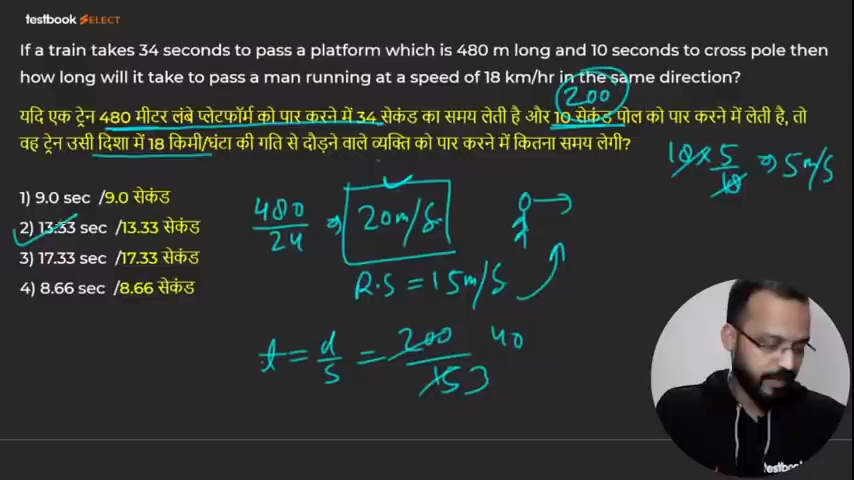 testbook SELECT
If a train takes 34 seconds to pass a platform which is 480 m long and 10 seconds to cross pole then
how long will it take to pass a man running at a speed of 18 km/hr in the same direction?
200
यदि एक ट्रेन 480 मीटर लंबे प्लेटफॉर्म को पार करने में 34 सेकंड का समय लेती है और 10 सेकंड पोल को पार करने में लेती है, तो
वह ट्रेन उसी दिशा में 18 किमी/घंटा की गति से दौड़ने वाले व्यक्ति को पार करने में कितना समय लेगी?
18 × 5/18 ⇒ 5 m/s
1) 9.0 sec /9.0 सेकंड
2) 13.33 sec /13.33 सेकंड
3) 17.33 sec /17.33 सेकंड
4) 8.66 sec /8.66 सेकंड
480/24 ⇒ 20m/s
R.S = 15m/s
t = d/s = 200/15 40 3
testbo